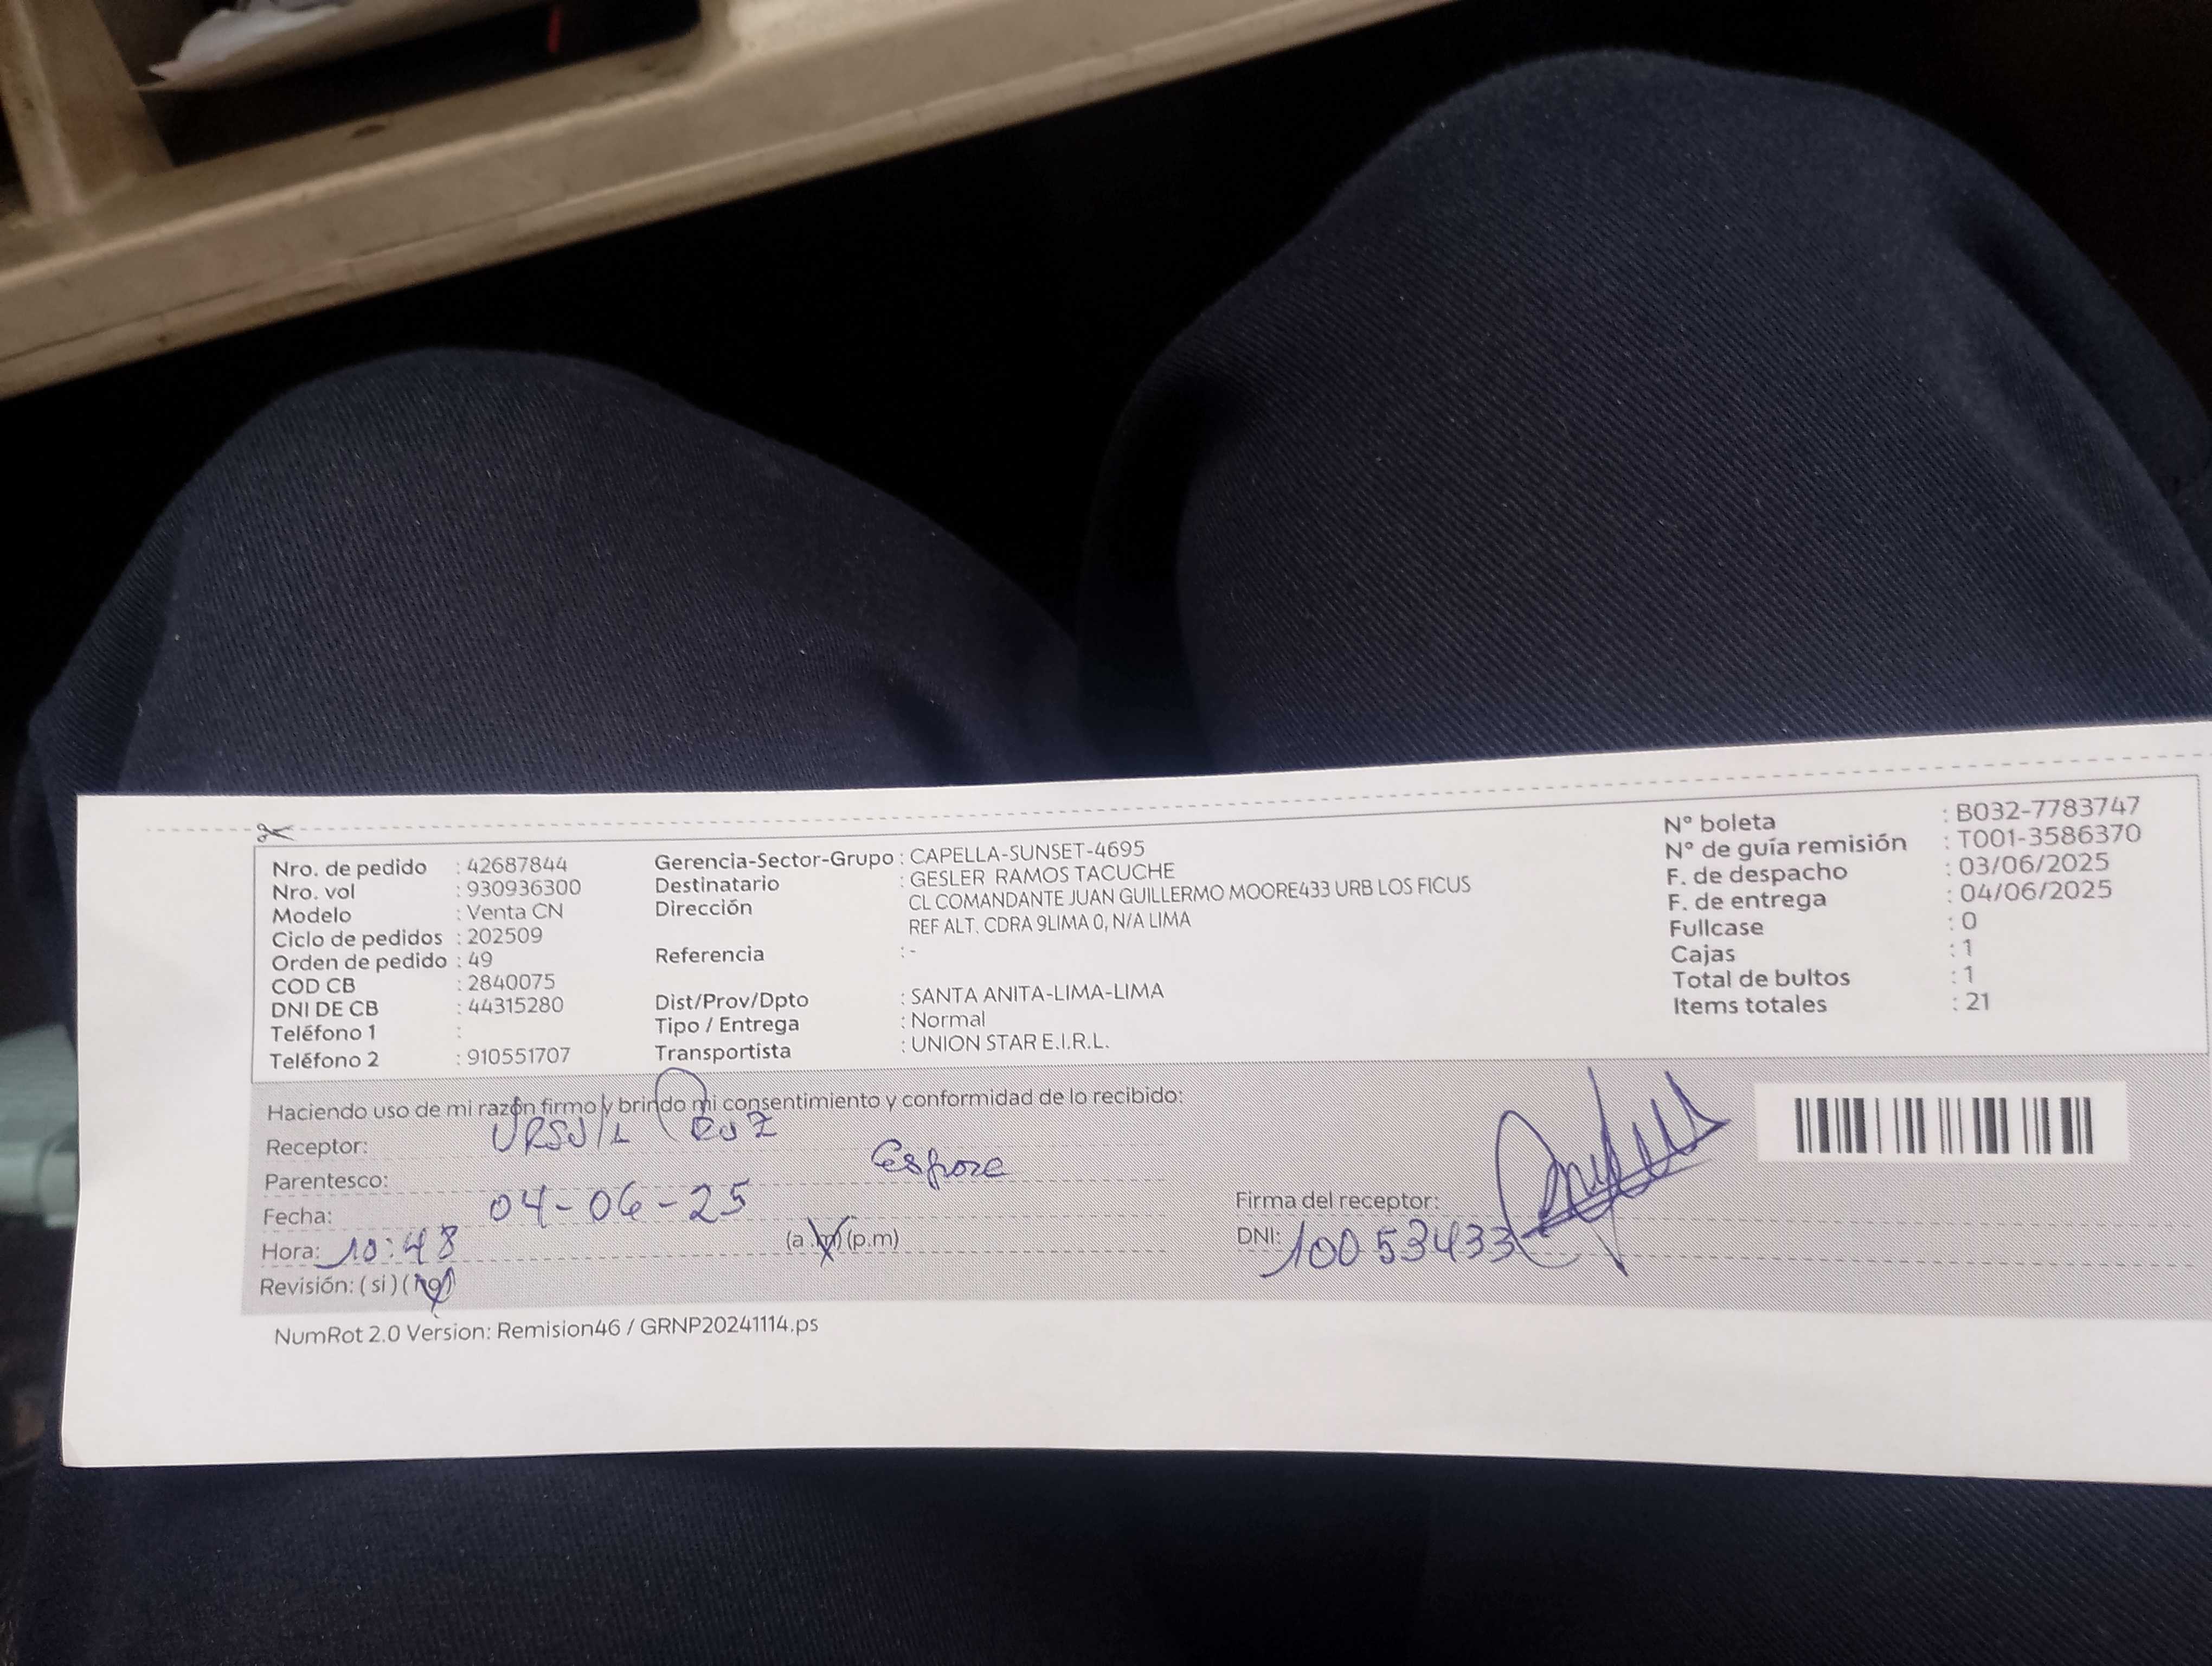 Nro. de pedido : 42687844
Nro. vol : 930936300
Modelo : Venta CN
Ciclo de pedidos : 202509
Orden de pedido : 49
COD CB : 2840075
DNI DE CB : 44315280
Teléfono 1 :
Teléfono 2 : 910551707
Gerencia-Sector-Grupo : CAPELLA-SUNSET-4695
Destinatario : GESLER RAMOS TACUCHE
Dirección CL COMANDANTE JUAN GUILLERMO MOORE433 URB LOS FICUS
REF ALT. CDRA 9LIMA 0, N/A LIMA
Referencia : -
Dist/Prov/Dpto : SANTA ANITA-LIMA-LIMA
Tipo / Entrega : Normal
Transportista : UNION STAR E.I.R.L.
N° boleta : B032-7783747
N° de guía remisión : T001-3586370
F. de despacho : 03/06/2025
F. de entrega : 04/06/2025
Fullcase : 0
Cajas : 1
Total de bultos : 1
Items totales : 21
Haciendo uso de mi razón firmo y brindo mi consentimiento y conformidad de lo recibido:
Receptor:
Parentesco:
Fecha: 04-06-25
Hora: 10:48 (a.m) (p.m)
Revisión: ( si ) ( no )
Firma del receptor:
DNI: 10053433
NumRot 2.0 Version: Remision46 / GRNP20241114.ps